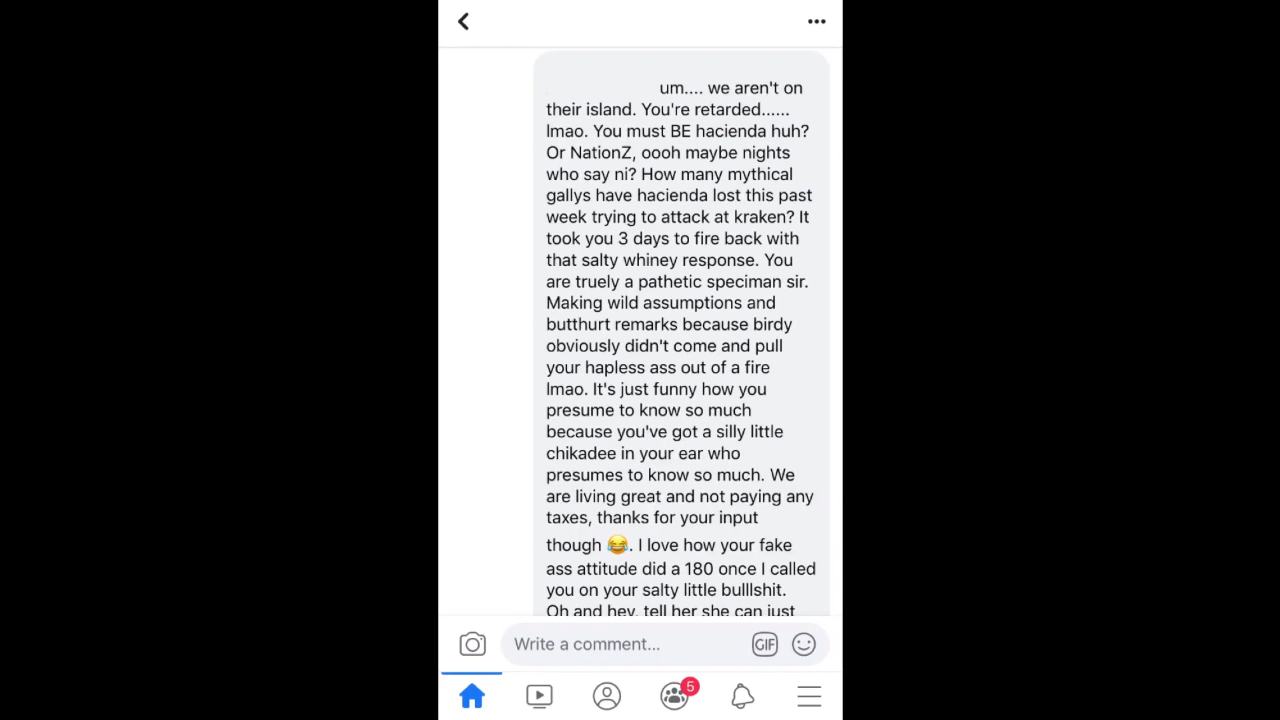 um.... we aren't on
their island. You're retarded......
lmao. You must BE hacienda huh?
Or NationZ, oooh maybe nights
who say ni? How many mythical
gallys have hacienda lost this past
week trying to attack at kraken? It
took you 3 days to fire back with
that salty whiney response. You
are truely a pathetic speciman sir.
Making wild assumptions and
butthurt remarks because birdy
obviously didn't come and pull
your hapless ass out of a fire
lmao. It's just funny how you
presume to know so much
because you've got a silly little
chikadee in your ear who
presumes to know so much. We
are living great and not paying any
taxes, thanks for your input
though 😂. I love how your fake
ass attitude did a 180 once I called
you on your salty little bulllshit.
Oh and hey, tell her she can just
Write a comment...
GIF
5